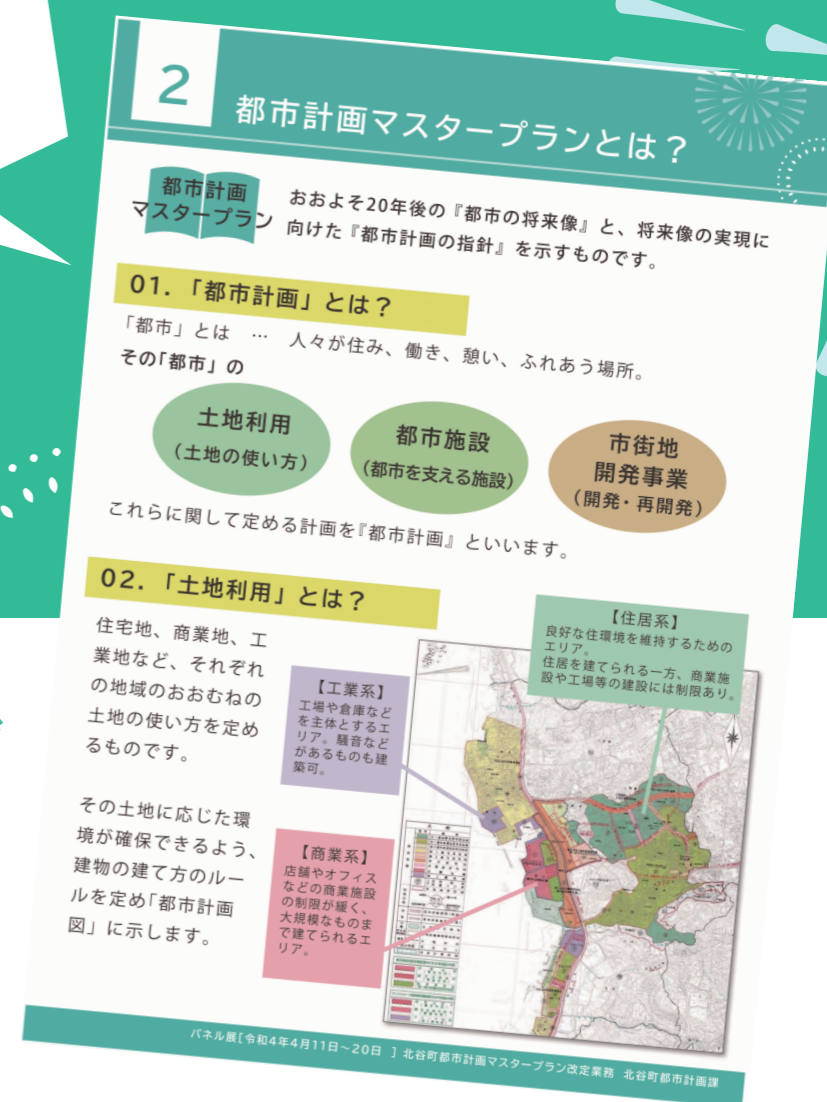 2
都市計画マスタープランとは？
都市計画
マスタープラン
おおよそ20年後の『都市の将来像』と、将来像の実現に
向けた『都市計画の指針』を示すものです。
01. 「都市計画」とは？
「都市」とは　…　人々が住み、働き、憩い、ふれあう場所。
その「都市」の
土地利用
（土地の使い方）
都市施設
（都市を支える施設）
市街地
開発事業
（開発・再開発）
これらに関して定める計画を『都市計画』といいます。
02. 「土地利用」とは？
住宅地、商業地、工
業地など、それぞれ
の地域のおおむねの
土地の使い方を定め
るものです。
その土地に応じた環
境が確保できるよう、
建物の建て方のルー
ルを定め「都市計画
図」に示します。
【住居系】
良好な住環境を維持するための
エリア。
住居を建てられる一方、商業施
設や工場等の建設には制限あり。
【工業系】
工場や倉庫など
を主体とするエ
リア。騒音など
があるものも建
築可。
【商業系】
店舗やオフィス
などの商業施設
の制限が緩く、
大規模なものま
で建てられるエ
リア。
パネル展［令和4年4月11日～20日　］北谷町都市計画マスタープラン改定業務　北谷町都市計画課